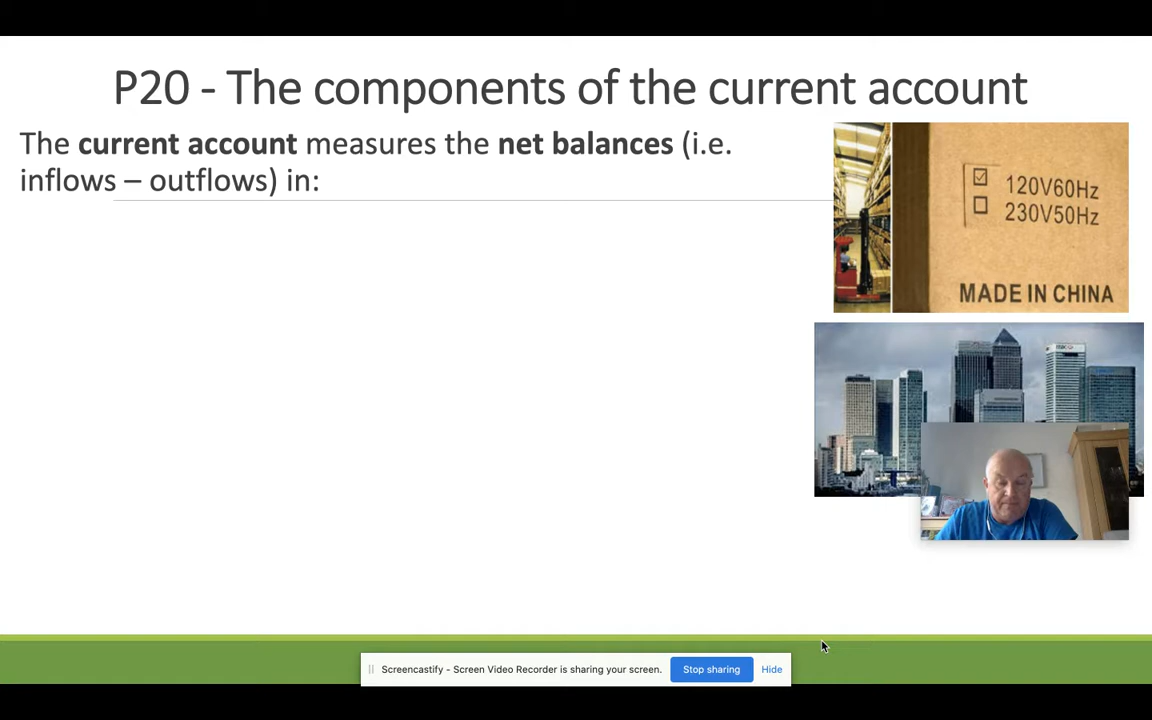 P20 - The components of the current account
The current account measures the net balances (i.e.
inflows – outflows) in:
120V60Hz
230V50Hz
MADE IN CHINA
Screencastify - Screen Video Recorder is sharing your screen.
Stop sharing
Hide